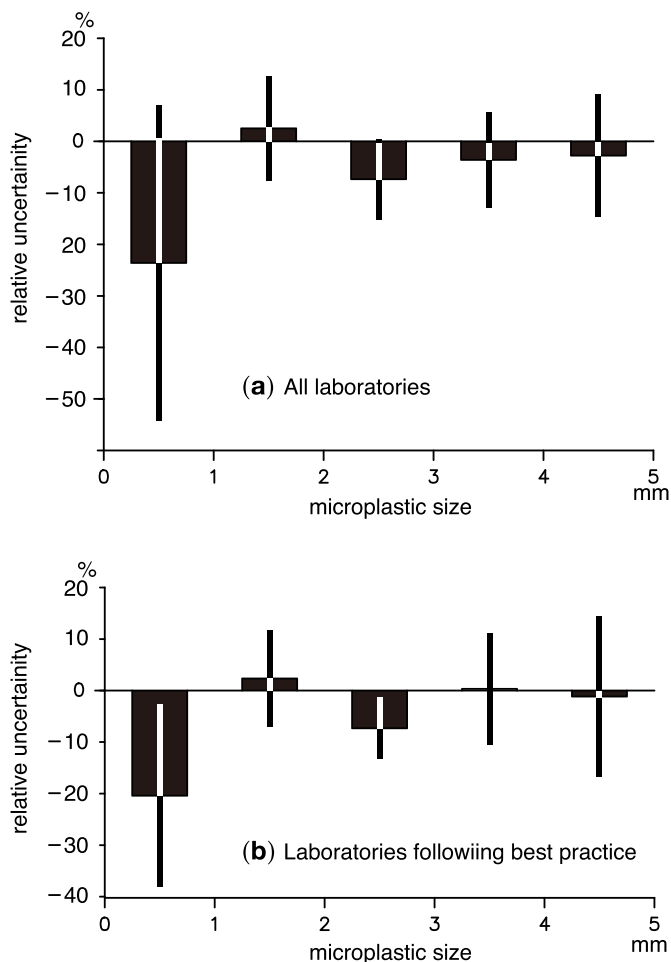 %
20
10
0
−10
20
−30
−40
−50
relative uncertainity
(a) All laboratories
0 1 2 3 4 5
mm
microplastic size
%
20
10
0
−10
−20
−30
−40
relative uncertainity
(b) Laboratories followiing best practice
0 1 2 3 4 5
mm
microplastic size